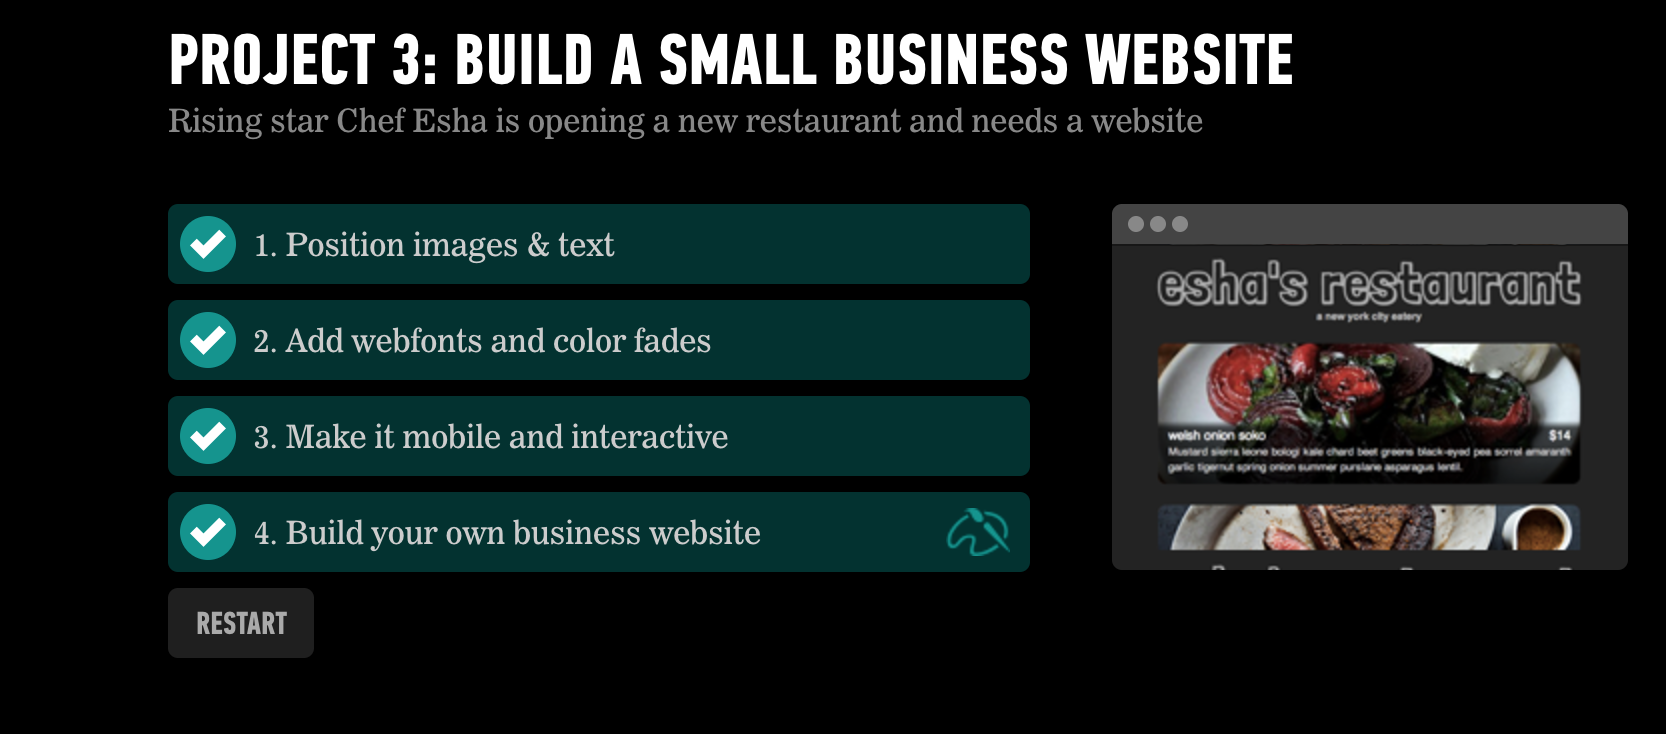 PROJECT 3: BUILD A SMALL BUSINESS WEBSITE
Rising star Chef Esha is opening a new restaurant and needs a website
1. Position images & text
2. Add webfonts and color fades
3. Make it mobile and interactive
4. Build your own business website
RESTART
esha's restaurant
a new york city eatery
welsh onion soko $14
Mustard sierra leone bologi kale chard beet greens black-eyed pea sorrel amaranth
garlic tigernut spring onion summer purslane asparagus lentil.